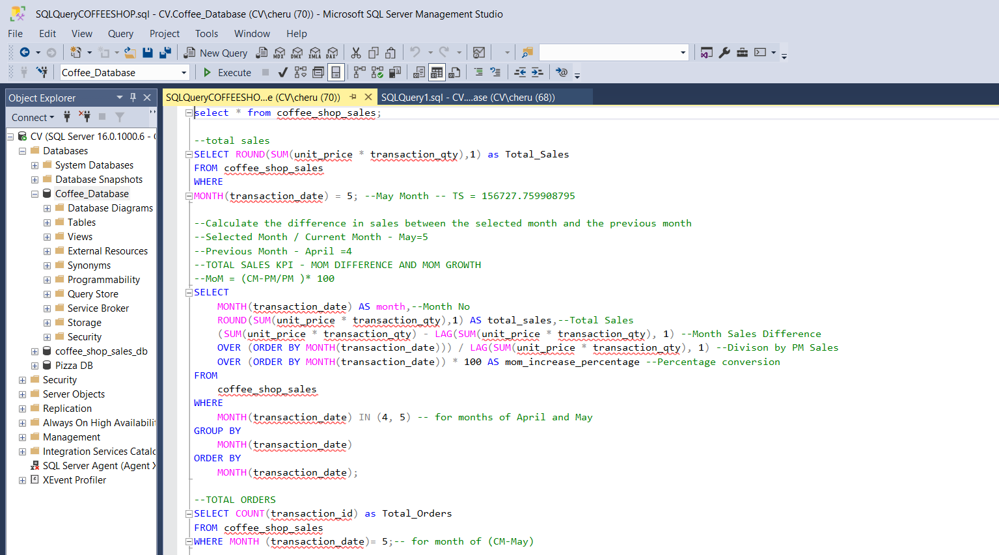 SQLQueryCOFFEESHOP.sql - CV.Coffee_Database (CV\cheru (70)) - Microsoft SQL Server Management Studio
File Edit View Query Project Tools Window Help
New Query MDX DMX XMLA DAX
Coffee_Database Execute
Object Explorer
Connect
CV (SQL Server 16.0.1000.6 - C
Databases
System Databases
Database Snapshots
Coffee_Database
Database Diagrams
Tables
Views
External Resources
Synonyms
Programmability
Query Store
Service Broker
Storage
Security
coffee_shop_sales_db
Pizza DB
Security
Server Objects
Replication
Always On High Availabili
Management
Integration Services Catalo
SQL Server Agent (Agent X
XEvent Profiler
SQLQueryCOFFEESHO...e (CV\cheru (70)) SQLQuery1.sql - CV....ase (CV\cheru (68))
select * from coffee_shop_sales;
--total sales
SELECT ROUND(SUM(unit_price * transaction_qty),1) as Total_Sales
FROM coffee_shop_sales
WHERE
MONTH(transaction_date) = 5; --May Month -- TS = 156727.759908795
--Calculate the difference in sales between the selected month and the previous month
--Selected Month / Current Month - May=5
--Previous Month - April =4
--TOTAL SALES KPI - MOM DIFFERENCE AND MOM GROWTH
--MoM = (CM-PM/PM )* 100
SELECT
MONTH(transaction_date) AS month,--Month No
ROUND(SUM(unit_price * transaction_qty),1) AS total_sales,--Total Sales
(SUM(unit_price * transaction_qty) - LAG(SUM(unit_price * transaction_qty), 1) --Month Sales Difference
OVER (ORDER BY MONTH(transaction_date))) / LAG(SUM(unit_price * transaction_qty), 1) --Divison by PM Sales
OVER (ORDER BY MONTH(transaction_date)) * 100 AS mom_increase_percentage --Percentage conversion
FROM
coffee_shop_sales
WHERE
MONTH(transaction_date) IN (4, 5) -- for months of April and May
GROUP BY
MONTH(transaction_date)
ORDER BY
MONTH(transaction_date);
--TOTAL ORDERS
SELECT COUNT(transaction_id) as Total_Orders
FROM coffee_shop_sales
WHERE MONTH (transaction_date)= 5;-- for month of (CM-May)